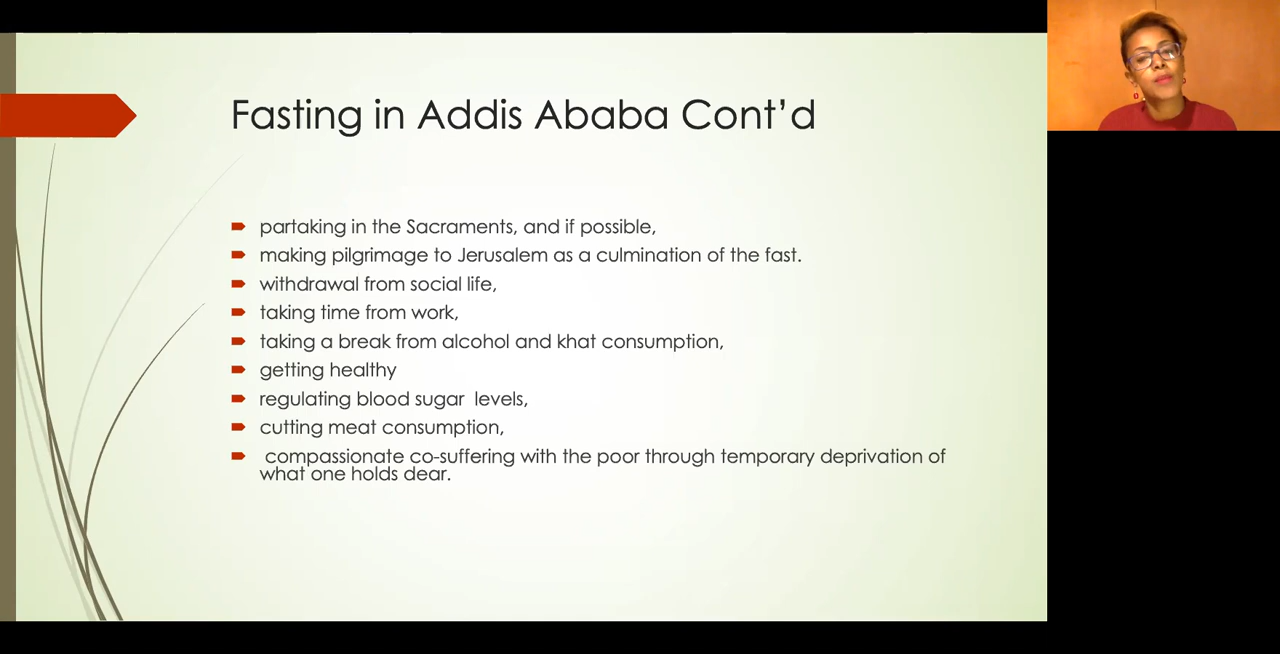 Fasting in Addis Ababa Cont’d
partaking in the Sacraments, and if possible,
making pilgrimage to Jerusalem as a culmination of the fast.
withdrawal from social life,
taking time from work,
taking a break from alcohol and khat consumption,
getting healthy
regulating blood sugar levels,
cutting meat consumption,
compassionate co-suffering with the poor through temporary deprivation of
what one holds dear.